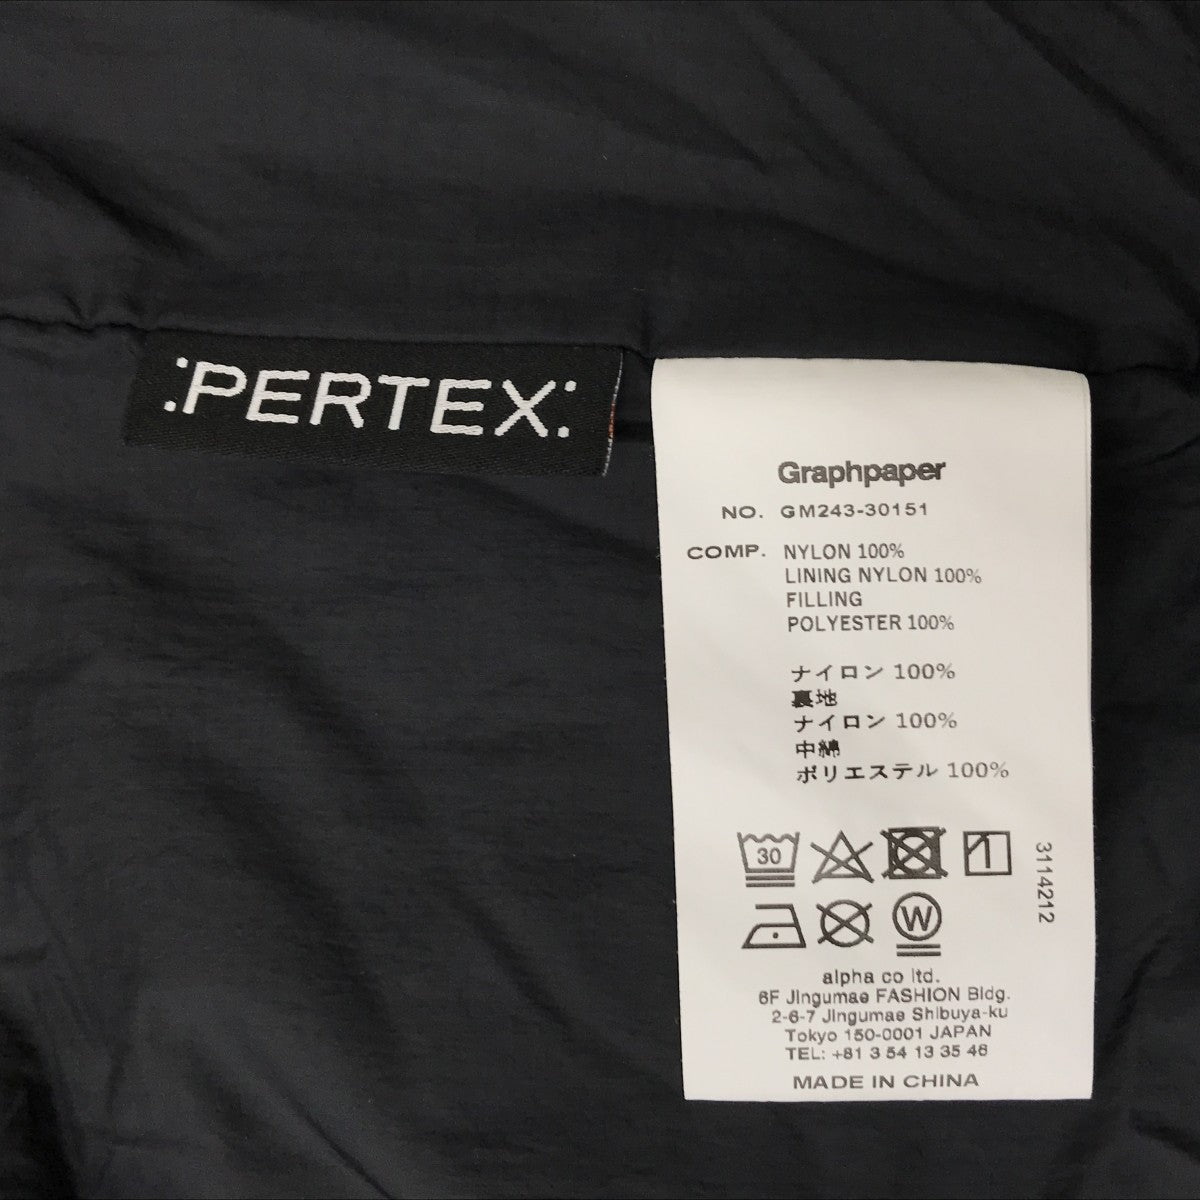 :PERTEX:
Graphpaper
NO. GM243-30151
COMP. NYLON 100%
LINING NYLON 100%
FILLING
POLYESTER 100%
ナイロン 100%
裏地
ナイロン 100%
中綿
ポリエステル 100%
30
W
3114212
alpha co ltd.
6F Jingumae FASHION Bldg.
2-6-7 Jingumae Shibuya-ku
Tokyo 150-0001 JAPAN
TEL: +81 3 54 13 35 46
MADE IN CHINA